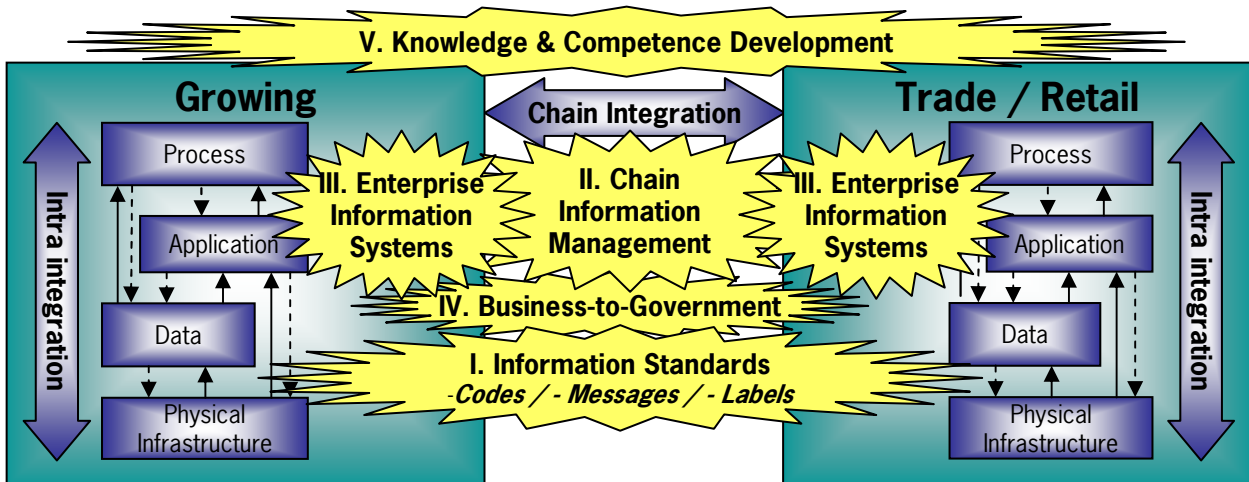 V. Knowledge & Competence Development
Growing
Chain Integration
Trade / Retail
Intra integration
Process
Application
Data
Physical
Infrastructure
III. Enterprise
Information
Systems
II. Chain
Information
Management
III. Enterprise
Information
Systems
IV. Business-to-Government
I. Information Standards
-Codes / - Messages / - Labels
Process
Application
Data
Physical
Infrastructure
Intra integration